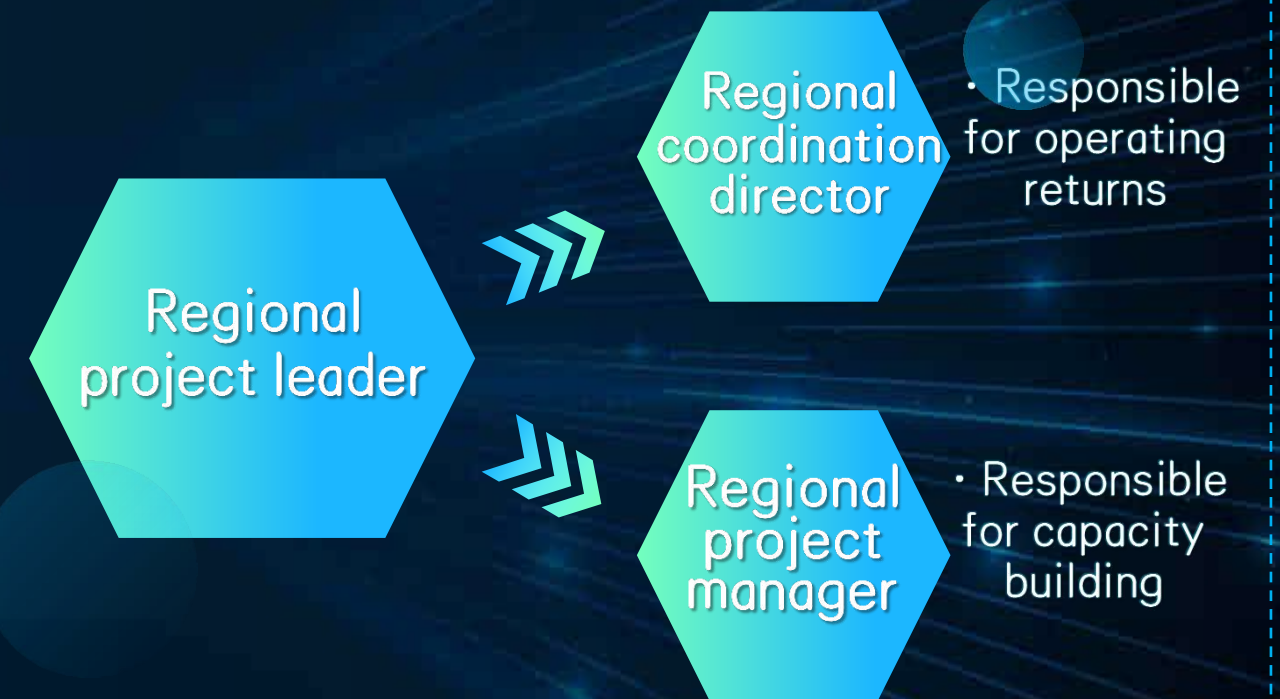 Regional
project leader
Regional
coordination
director
· Responsible
for operating
returns
Regional
project
manager
· Responsible
for capacity
building